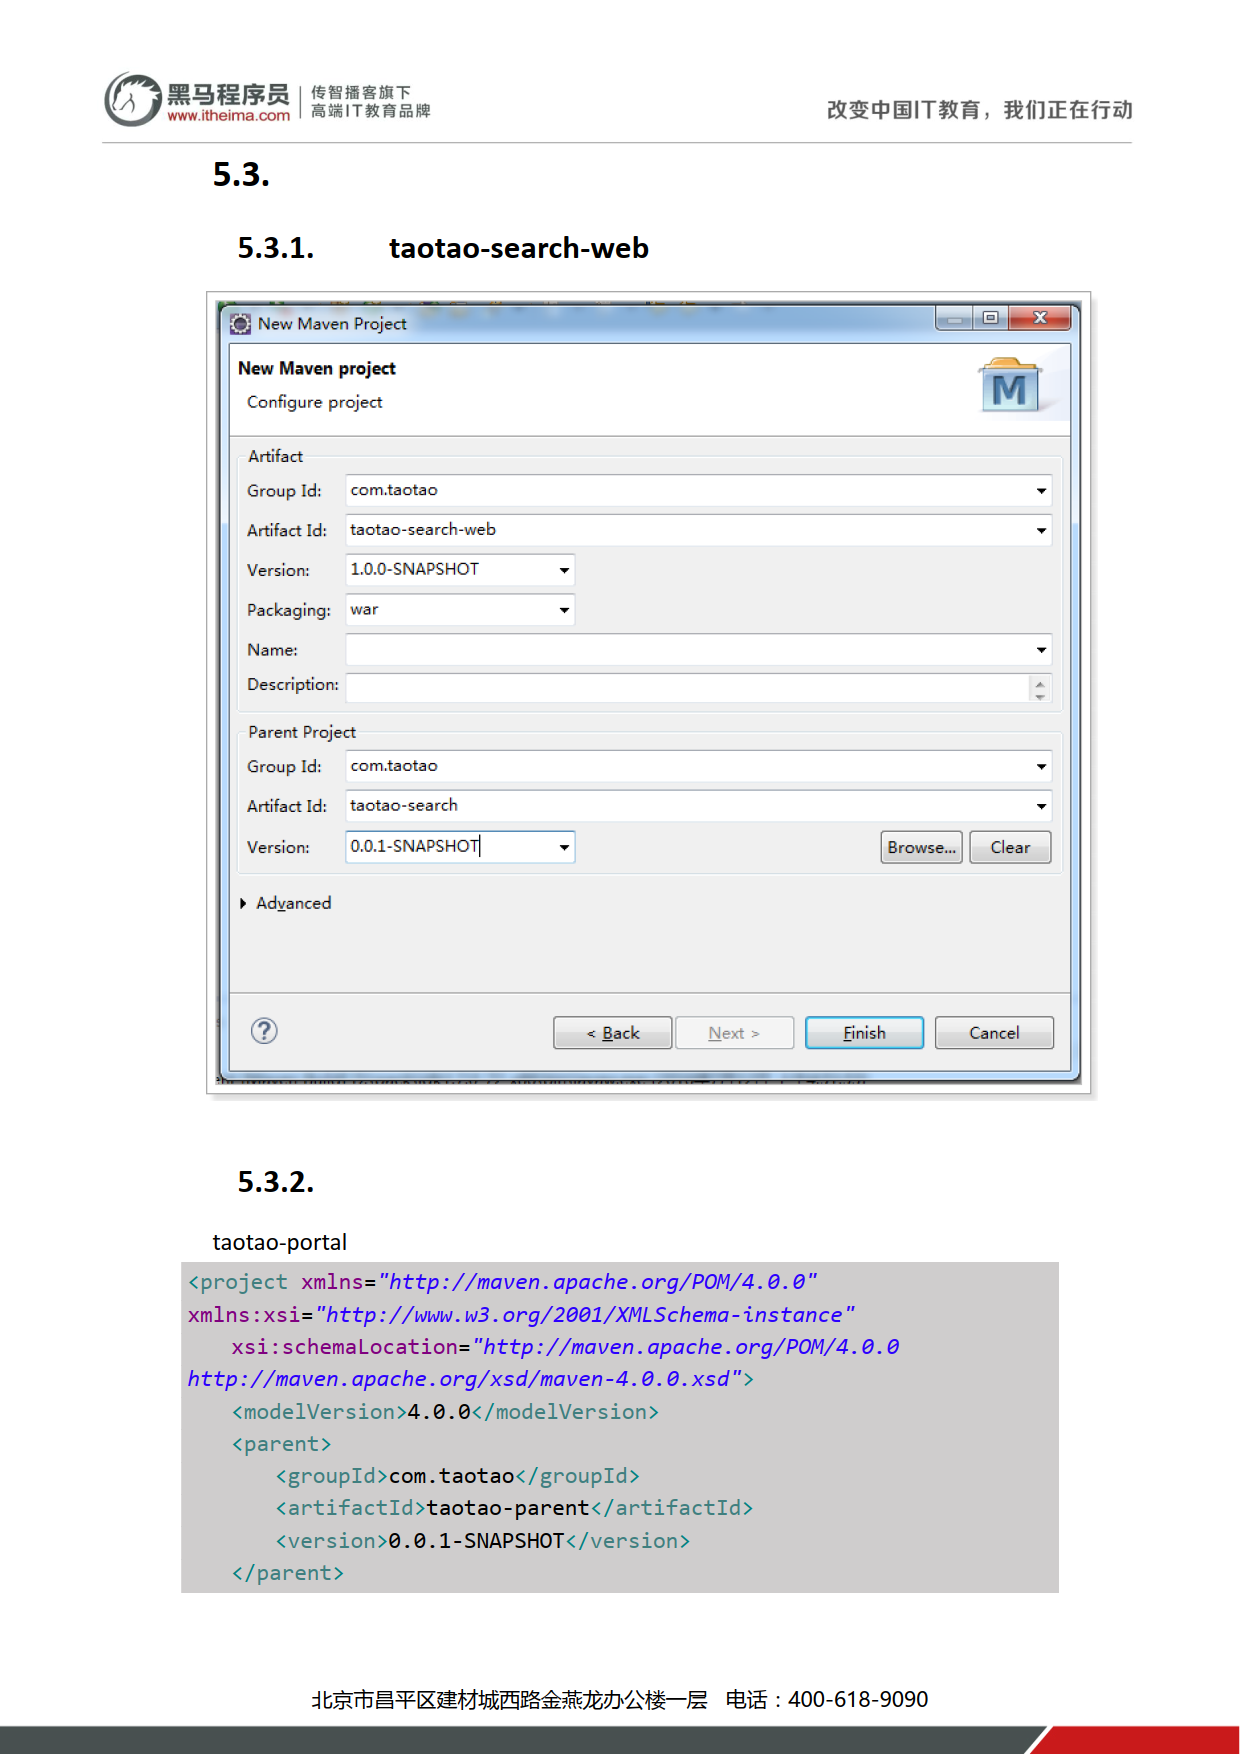 黑马程序员
www.itheima.com
传智播客旗下
高端IT教育品牌
改变中国IT教育，我们正在行动
5.3.
5.3.1. taotao-search-web
New Maven Project
New Maven project
Configure project
M
Artifact
Group Id: com.taotao
Artifact Id: taotao-search-web
Version: 1.0.0-SNAPSHOT
Packaging: war
Name:
Description:
Parent Project
Group Id: com.taotao
Artifact Id: taotao-search
Version: 0.0.1-SNAPSHOT Browse... Clear
Advanced
? < Back Next > Finish Cancel
5.3.2.
taotao-portal
<project xmlns="http://maven.apache.org/POM/4.0.0"
xmlns:xsi="http://www.w3.org/2001/XMLSchema-instance"
xsi:schemaLocation="http://maven.apache.org/POM/4.0.0
http://maven.apache.org/xsd/maven-4.0.0.xsd">
<modelVersion>4.0.0</modelVersion>
<parent>
<groupId>com.taotao</groupId>
<artifactId>taotao-parent</artifactId>
<version>0.0.1-SNAPSHOT</version>
</parent>
北京市昌平区建材城西路金燕龙办公楼一层 电话：400-618-9090